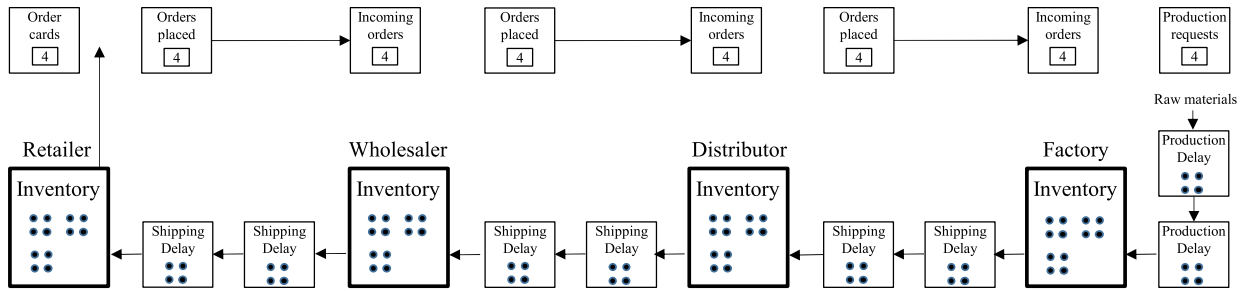 Order
cards
4
Orders
placed
4
Incoming
orders
4
Orders
placed
4
Incoming
orders
4
Orders
placed
4
Incoming
orders
4
Production
requests
4
Raw materials
Production
Delay
Retailer
Wholesaler
Distributor
Factory
Inventory
Inventory
Inventory
Inventory
Shipping
Delay
Shipping
Delay
Shipping
Delay
Shipping
Delay
Shipping
Delay
Shipping
Delay
Production
Delay